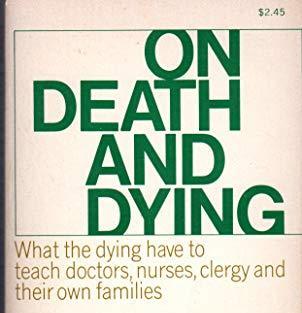 $2.45
ON
DEATH
AND
DYING
What the dying have to
teach doctors, nurses, clergy and
their own families